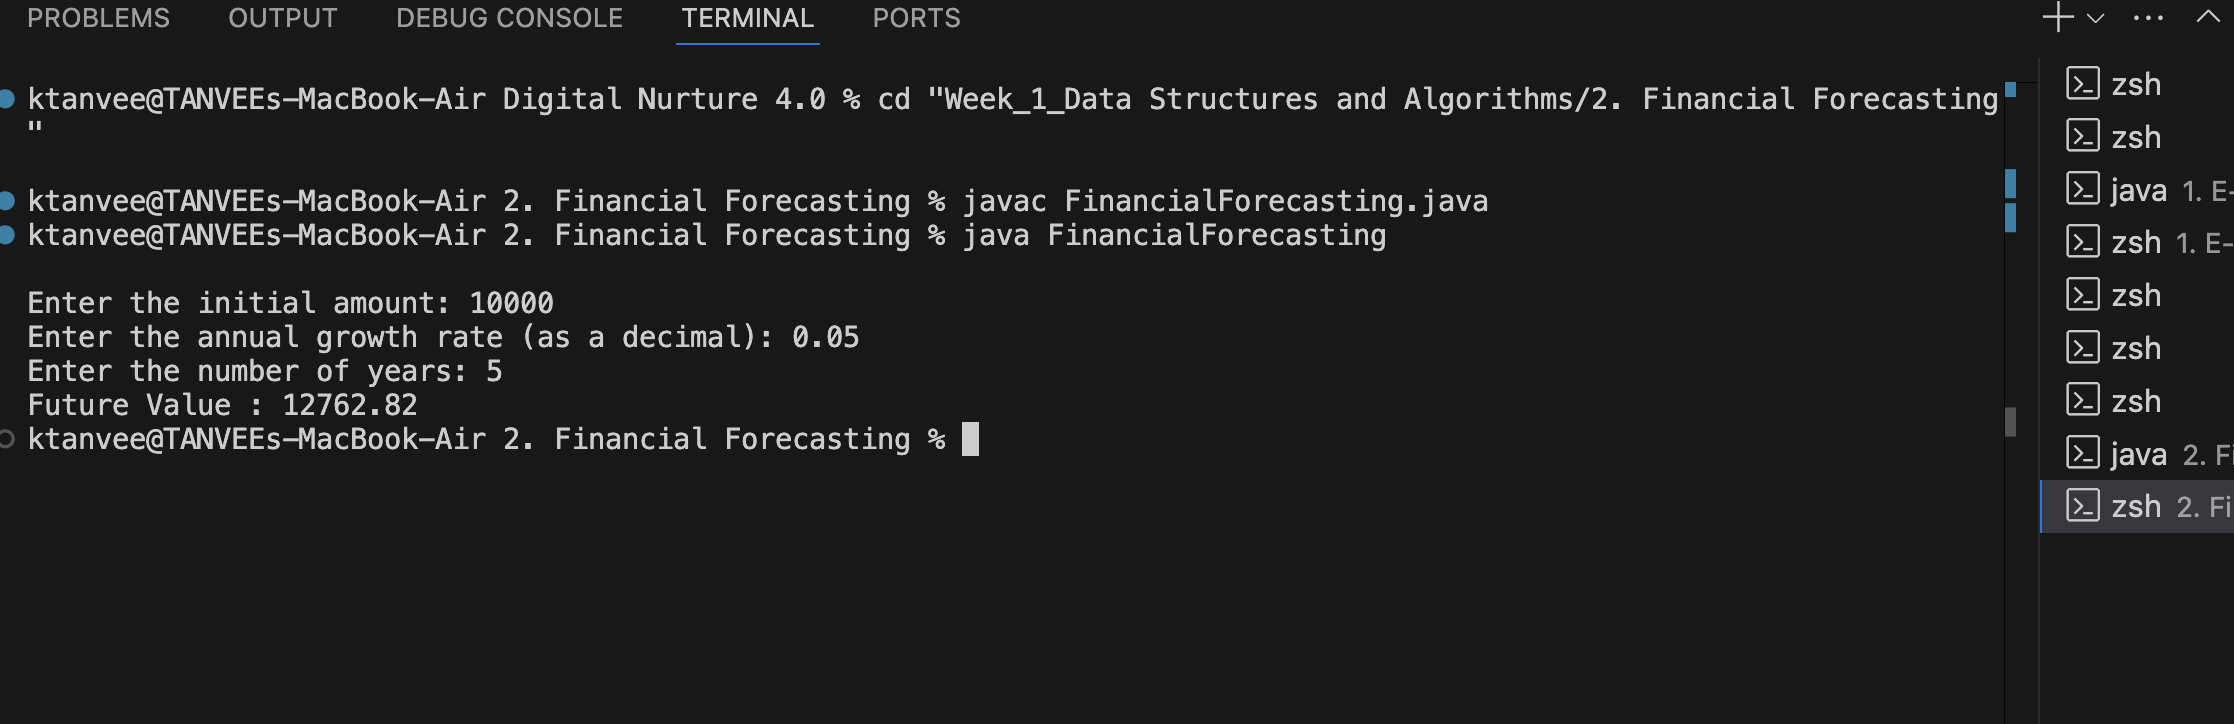 PROBLEMS OUTPUT DEBUG CONSOLE TERMINAL PORTS
ktanvee@TANVEEs-MacBook-Air Digital Nurture 4.0 % cd "Week_1_Data Structures and Algorithms/2. Financial Forecasting
"
ktanvee@TANVEEs-MacBook-Air 2. Financial Forecasting % javac FinancialForecasting.java
ktanvee@TANVEEs-MacBook-Air 2. Financial Forecasting % java FinancialForecasting
Enter the initial amount: 10000
Enter the annual growth rate (as a decimal): 0.05
Enter the number of years: 5
Future Value : 12762.82
ktanvee@TANVEEs-MacBook-Air 2. Financial Forecasting %
zsh
zsh
java 1. E-
zsh 1. E-
zsh
zsh
zsh
java 2. Fi
zsh 2. Fi